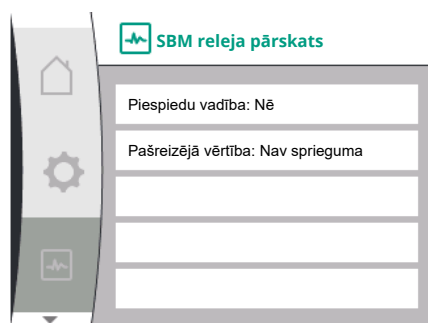 SBM releja pārskats
Piespiedu vadība: Nē
Pašreizējā vērtība: Nav sprieguma